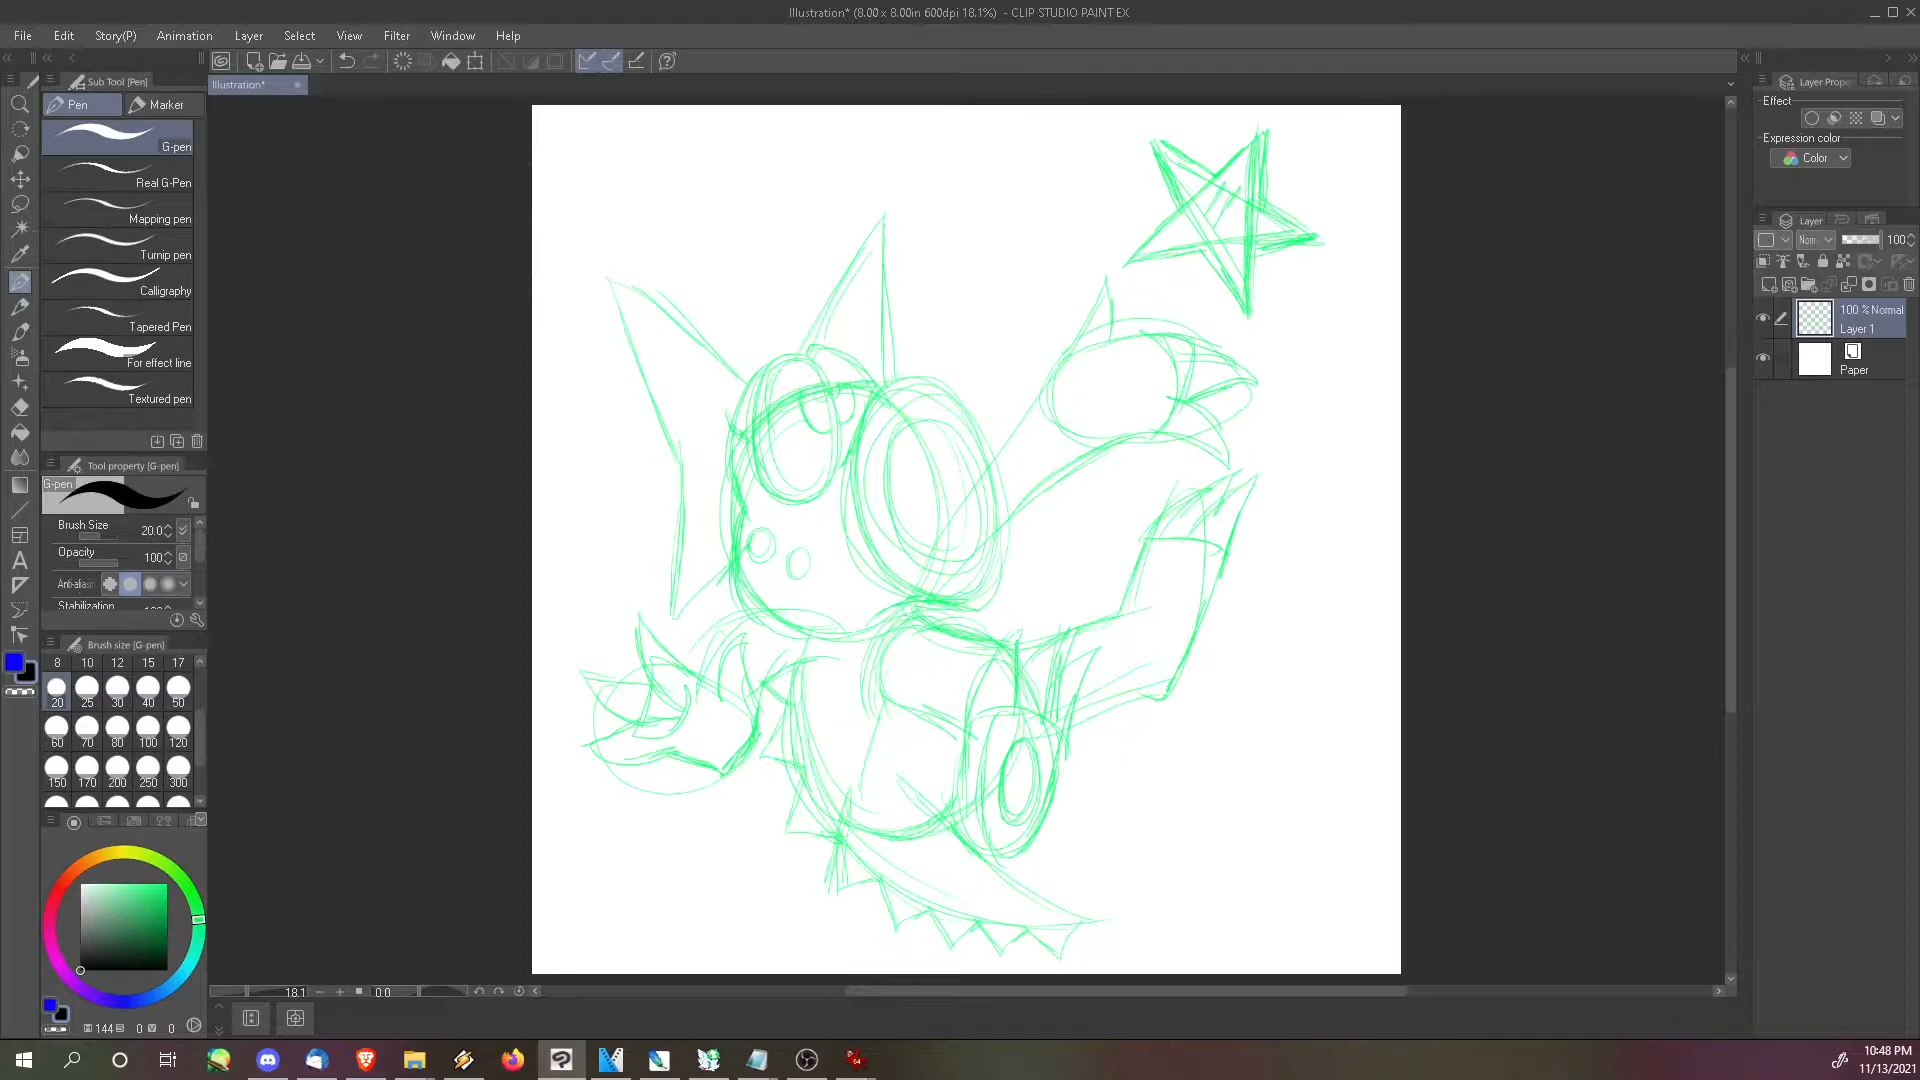 Illustration* (8.00 x 8.00in 600dpi 18.1%) - CLIP STUDIO PAINT EX
File Edit Story(P) Animation Layer Select View Filter Window Help
Sub Tool [Pen]
Illustration*
Pen Marker
G-pen
Real G-Pen
Mapping pen
Turnip pen
Calligraphy
Tapered Pen
For effect line
Textured pen
Tool property [G-pen]
G-pen
Brush Size 20.0
Opacity 100
Anti-alias
Stabilization
Brush size [G-pen]
8 10 12 15 17
20 25 30 40 50
60 70 80 100 120
150 170 200 250 300
144 0 0
18.1 0.0
Layer Prope
Effect
Expression color
Color
Layer
Norm 100
100 % Normal
Layer 1
Paper
64
10:48 PM
11/13/2021